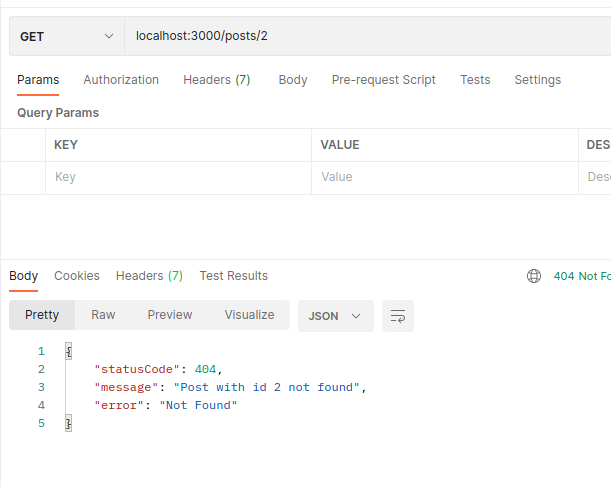 GET localhost:3000/posts/2
Params Authorization Headers (7) Body Pre-request Script Tests Settings
Query Params
KEY VALUE DES
Key Value Desc
Body Cookies Headers (7) Test Results 404 Not Fo
Pretty Raw Preview Visualize JSON
1 {
2 "statusCode": 404,
3 "message": "Post with id 2 not found",
4 "error": "Not Found"
5 }